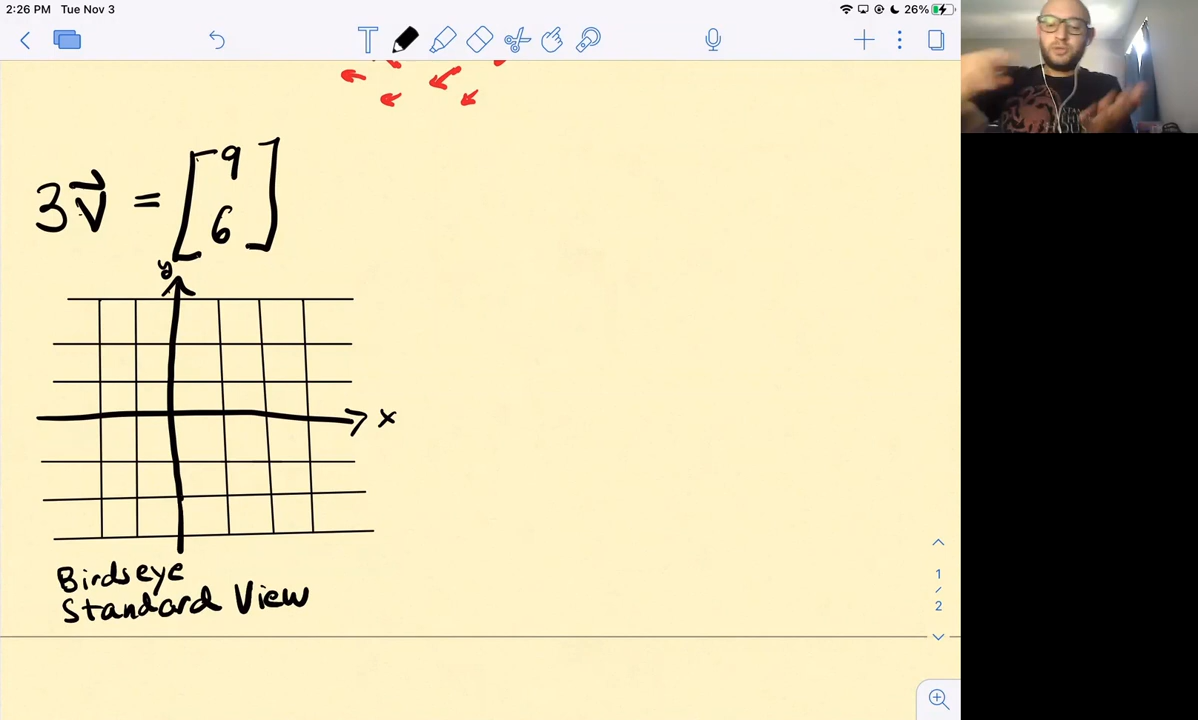 2:26 PM Tue Nov 3
26%
T
3v⃗ = [9
6]
y
x
Birdseye
Standard View
1
/
2